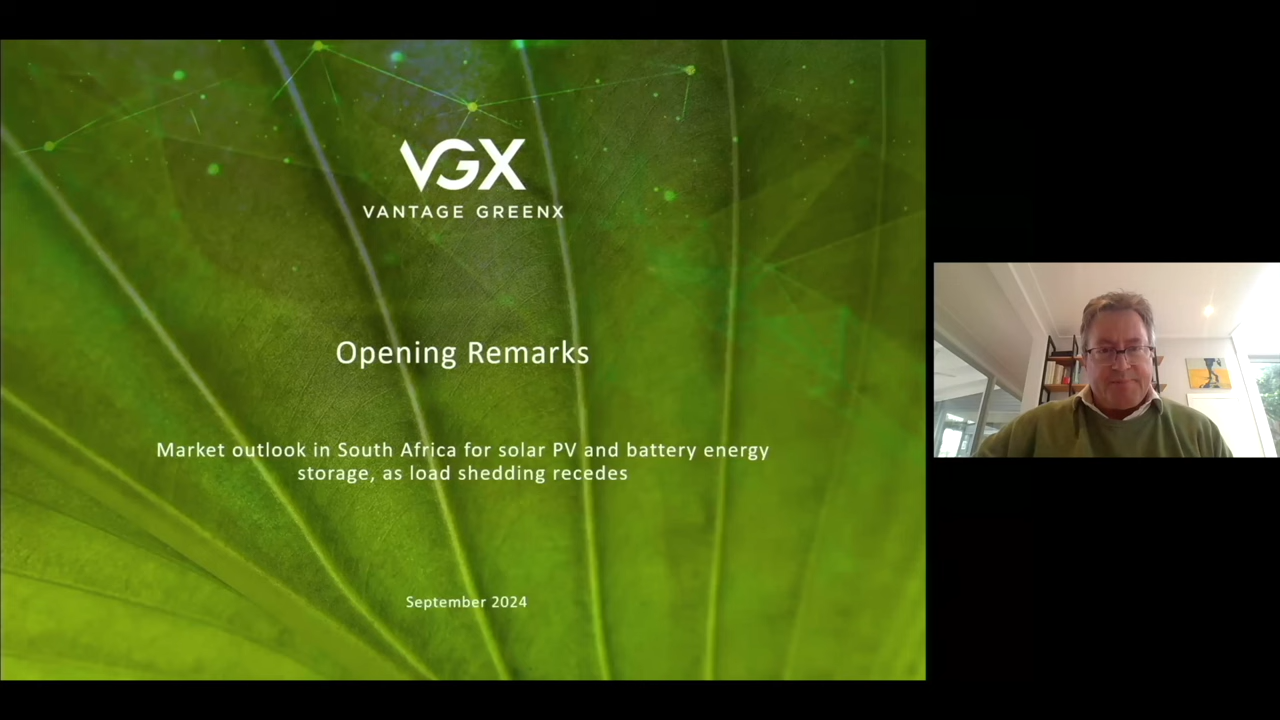 VGX
VANTAGE GREENX
Opening Remarks
Market outlook in South Africa for solar PV and battery energy
storage, as load shedding recedes
September 2024